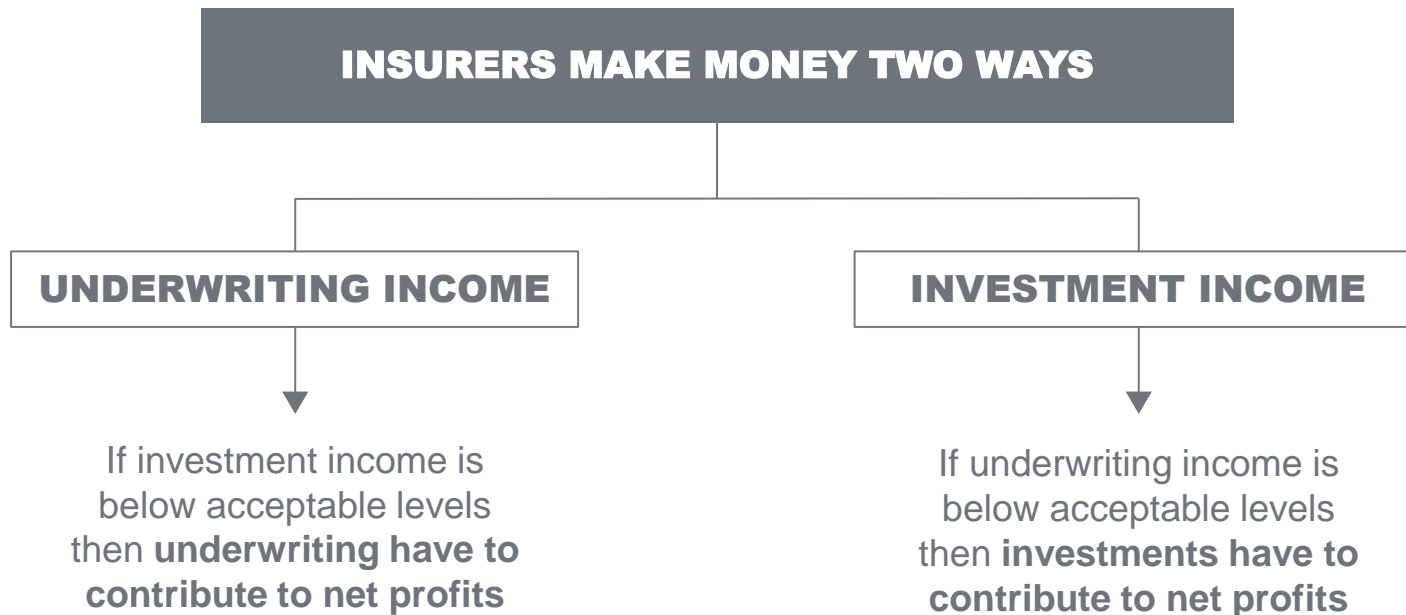 INSURERS MAKE MONEY TWO WAYS
UNDERWRITING INCOME
If investment income is
below acceptable levels
then underwriting have to
contribute to net profits
INVESTMENT INCOME
If underwriting income is
below acceptable levels
then investments have to
contribute to net profits